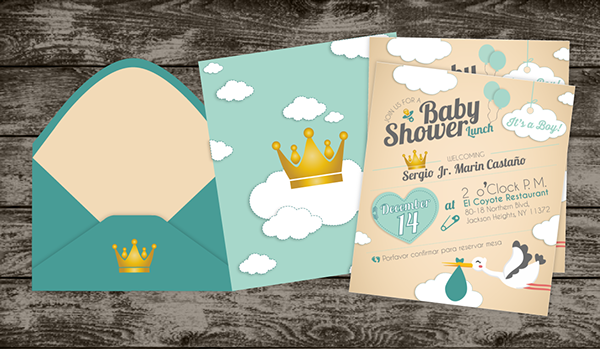 by
JOIN US FOR A
Baby
Shower
Lunch
It's a Boy!
WELCOMING
Sergio Jr. Marin Castaño
December
14
at
2 o'Clock P. M.
El Coyote Restaurant
80-18 Northern Blvd,
Jackson Heights, NY 11372
Porfavor confirmar para reservar mesa